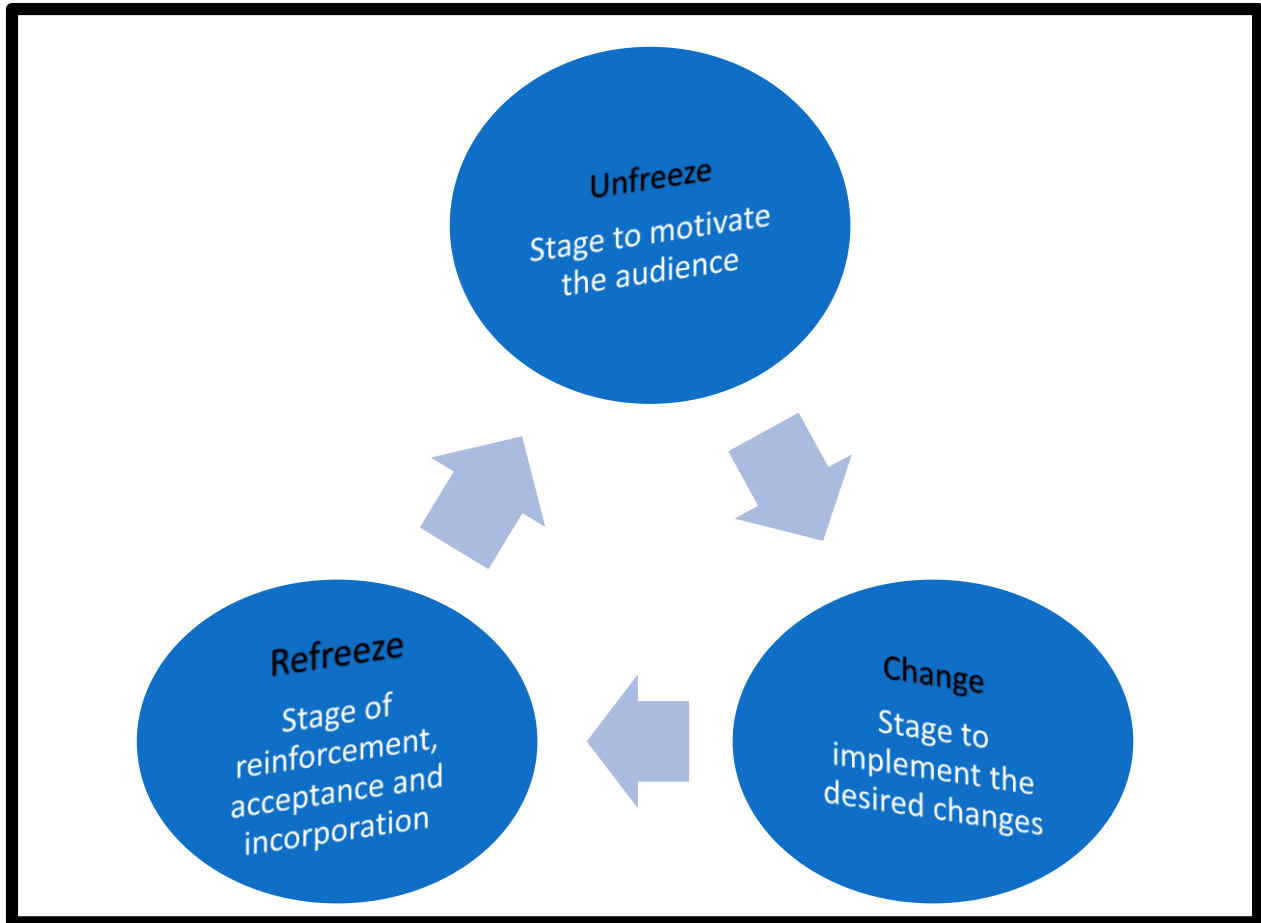 Unfreeze
Stage to motivate
the audience
Change
Stage to
implement the
desired changes
Refreeze
Stage of
reinforcement,
acceptance and
incorporation